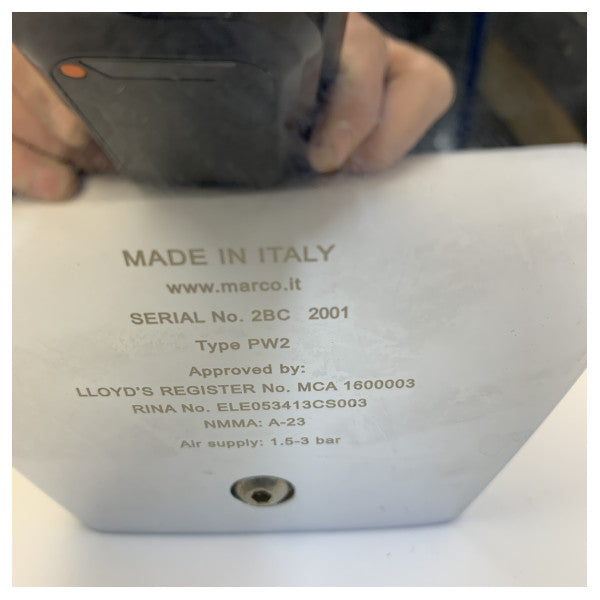 MADE IN ITALY
www.marco.it
SERIAL No. 2BC 2001
Type PW2
Approved by:
LLOYD'S REGISTER No. MCA 1600003
RINA No. ELE053413CS003
NMMA: A-23
Air supply: 1.5-3 bar